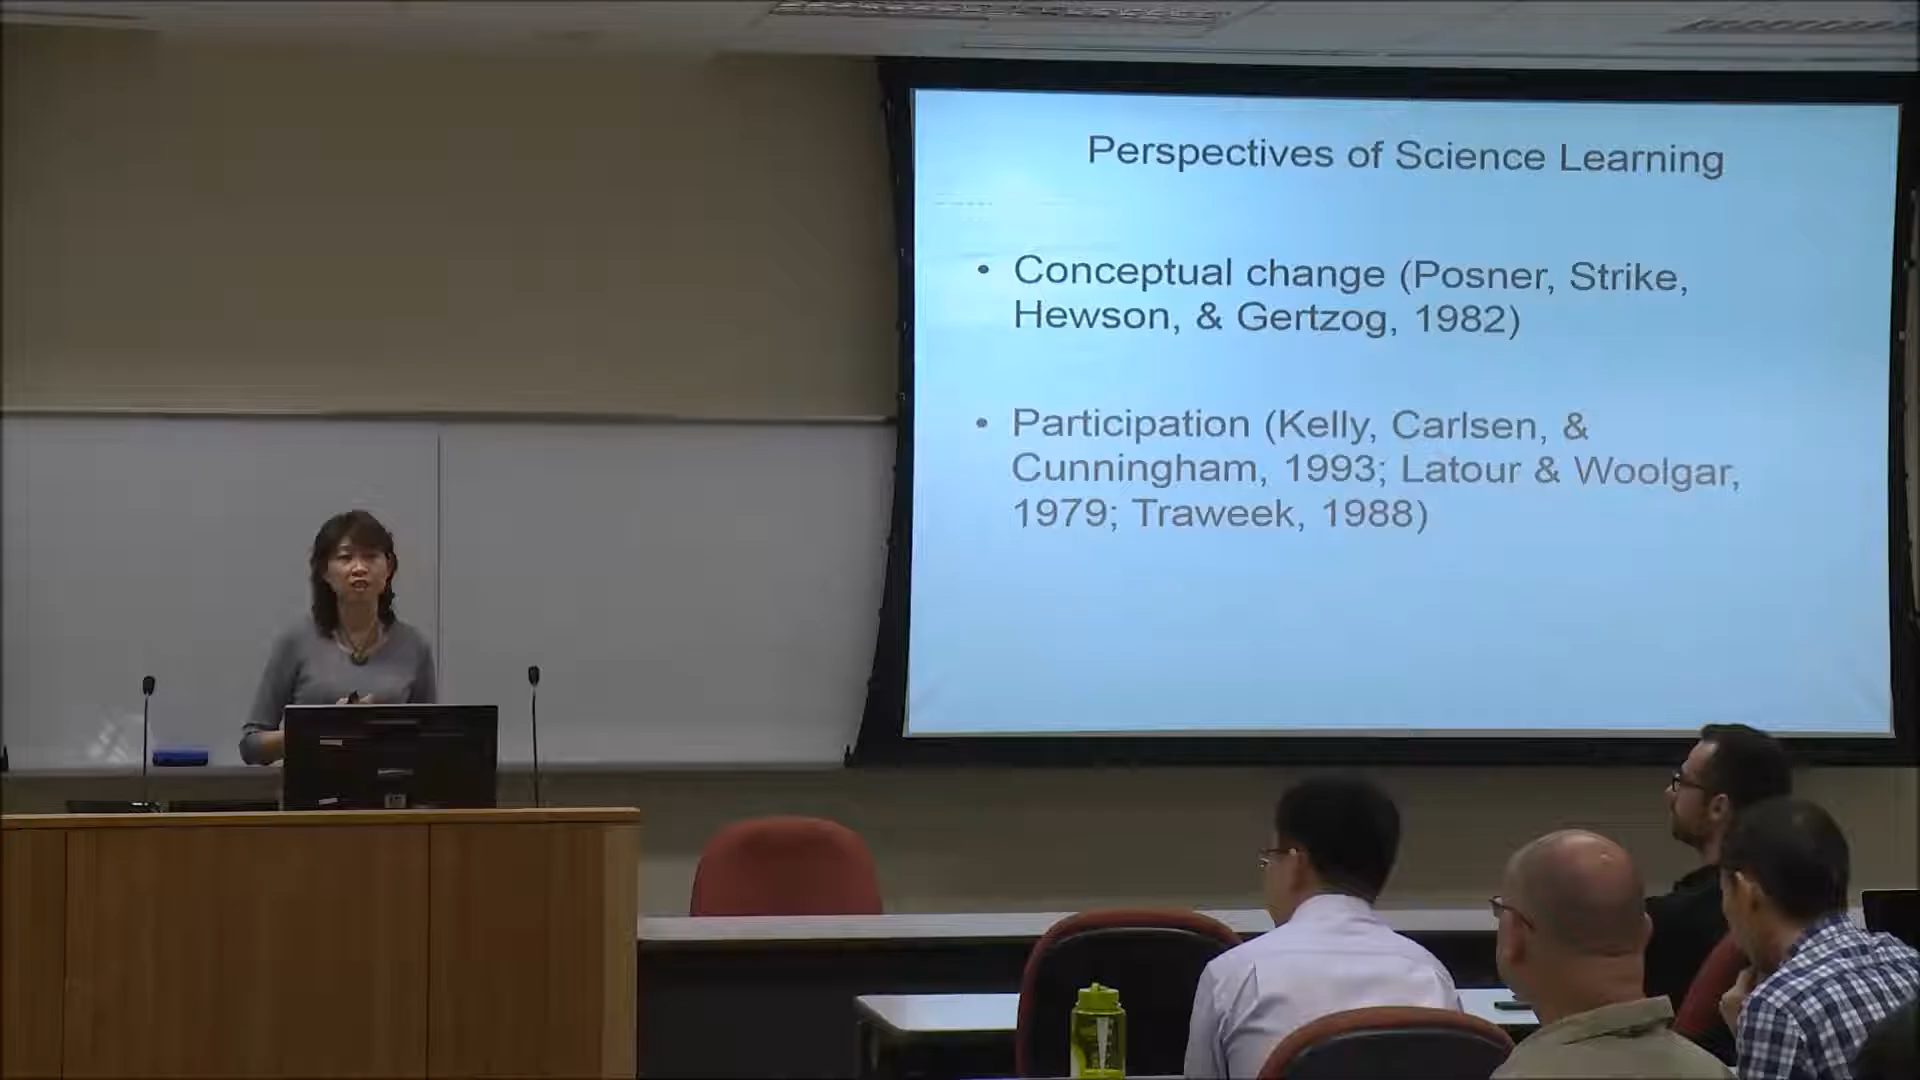 Perspectives of Science Learning
• Conceptual change (Posner, Strike,
Hewson, & Gertzog, 1982)
• Participation (Kelly, Carlsen, &
Cunningham, 1993; Latour & Woolgar,
1979; Traweek, 1988)